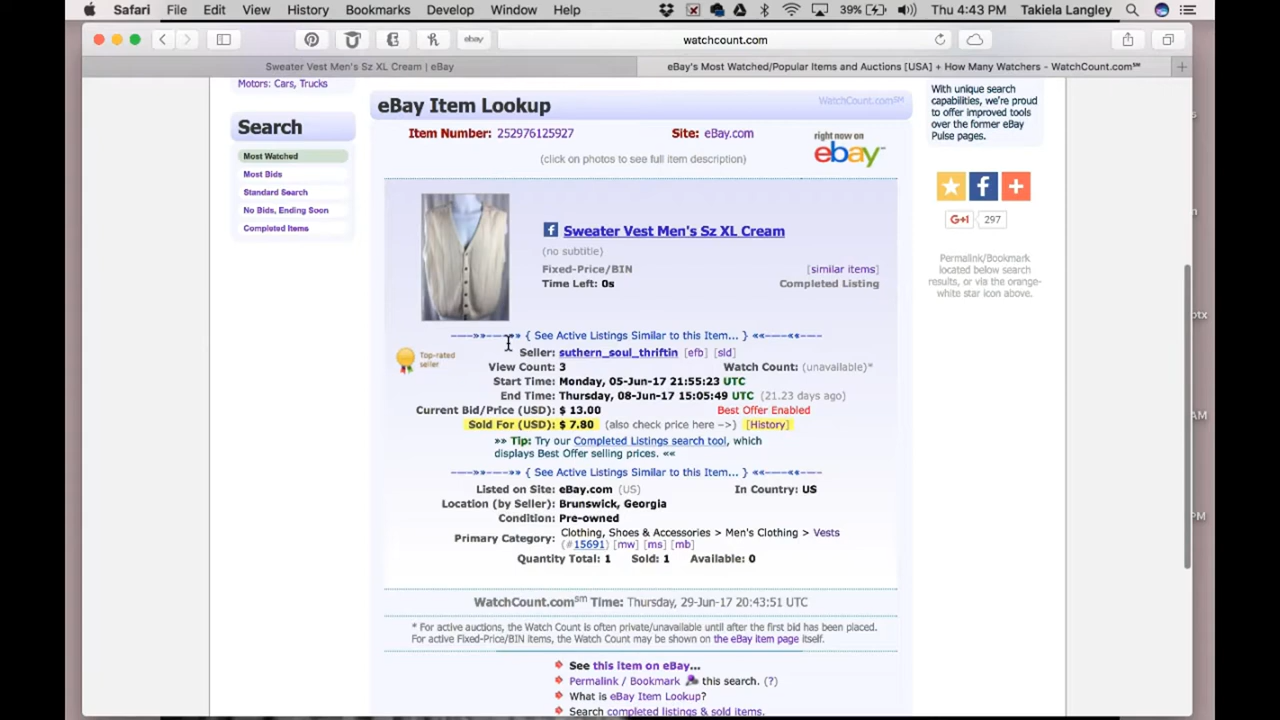 Safari File Edit View History Bookmarks Develop Window Help 39% Thu 4:43 PM Takiela Langley
ebay watchcount.com
Sweater Vest Men's Sz XL Cream | eBay
eBay's Most Watched/Popular Items and Auctions [USA] + How Many Watchers - WatchCount.com℠
Motors: Cars, Trucks
Search
Most Watched
Most Bids
Standard Search
No Bids, Ending Soon
Completed Items
eBay Item Lookup
WatchCount.com℠
Item Number: 252976125927 Site: eBay.com
right now on
ebay™
(click on photos to see full item description)
Sweater Vest Men's Sz XL Cream
(no subtitle)
Fixed-Price/BIN [similar items]
Time Left: 0s Completed Listing
----»»----»» { See Active Listings Similar to this Item... } ««----««----
Top-rated
seller
Seller: suthern_soul_thriftin [efb] [sld]
View Count: 3 Watch Count: (unavailable)*
Start Time: Monday, 05-Jun-17 21:55:23 UTC
End Time: Thursday, 08-Jun-17 15:05:49 UTC (21.23 days ago)
Current Bid/Price (USD): $ 13.00 Best Offer Enabled
Sold For (USD): $ 7.80 (also check price here -->) [History]
»» Tip: Try our Completed Listings search tool, which
displays Best Offer selling prices. ««
----»»----»» { See Active Listings Similar to this Item... } ««----««----
Listed on Site: eBay.com (US) In Country: US
Location (by Seller): Brunswick, Georgia
Condition: Pre-owned
Primary Category: Clothing, Shoes & Accessories > Men's Clothing > Vests
(#15691) [mw] [ms] [mb]
Quantity Total: 1 Sold: 1 Available: 0
WatchCount.com℠ Time: Thursday, 29-Jun-17 20:43:51 UTC
* For active auctions, the Watch Count is often private/unavailable until after the first bid has been placed.
For active Fixed-Price/BIN items, the Watch Count may be shown on the eBay item page itself.
See this item on eBay...
Permalink / Bookmark this search. (?)
What is eBay Item Lookup?
Search completed listings & sold items.
With unique search
capabilities, we're proud
to offer improved tools
over the former eBay
Pulse pages.
G+1 297
Permalink/Bookmark
located below search
results, or via the orange-
white star icon above.
ptx
AM
PM